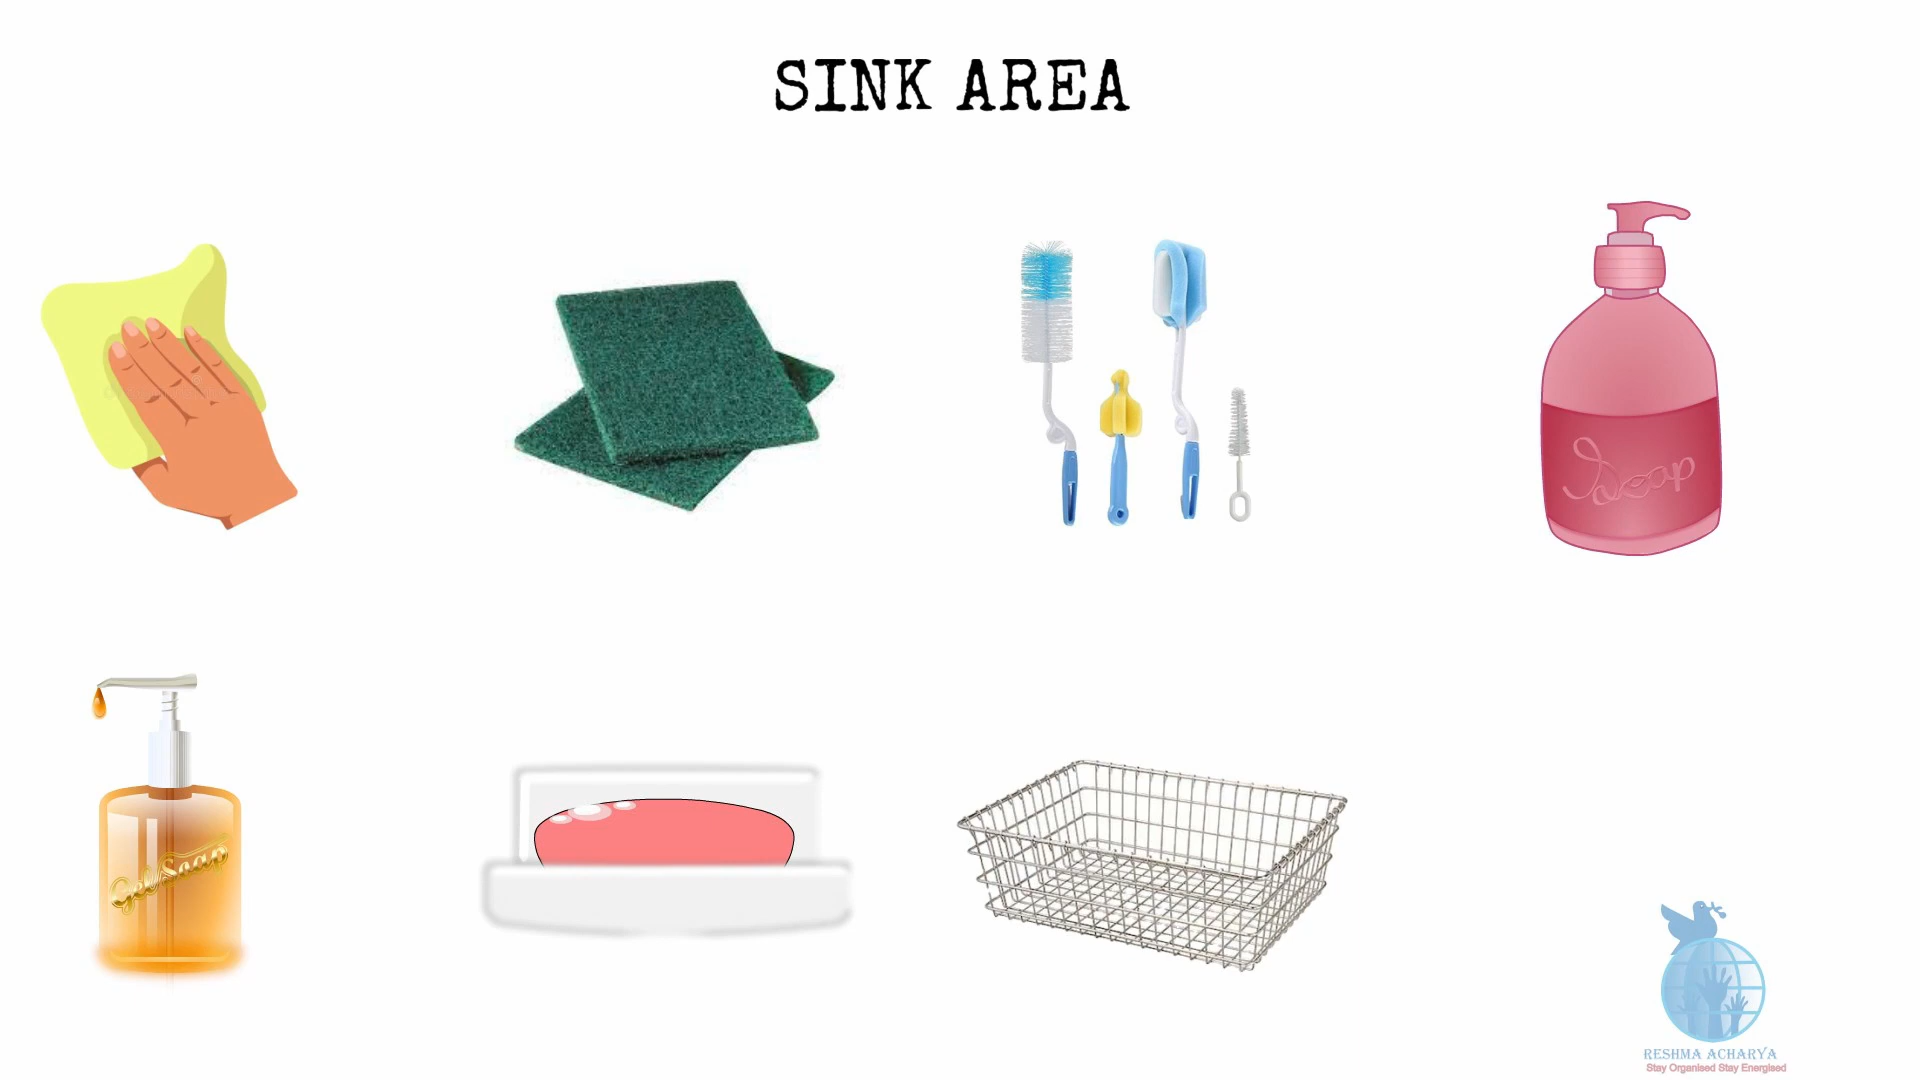 SINK AREA
Soap
Gel Soap
RESHMA ACHARYA
Stay Organised Stay Energised